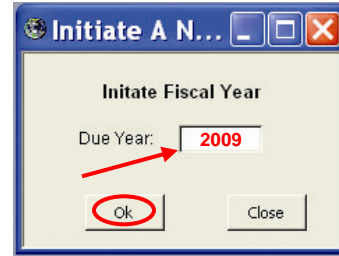 Initiate A N...
Initate Fiscal Year
Due Year: 2009
Ok Close